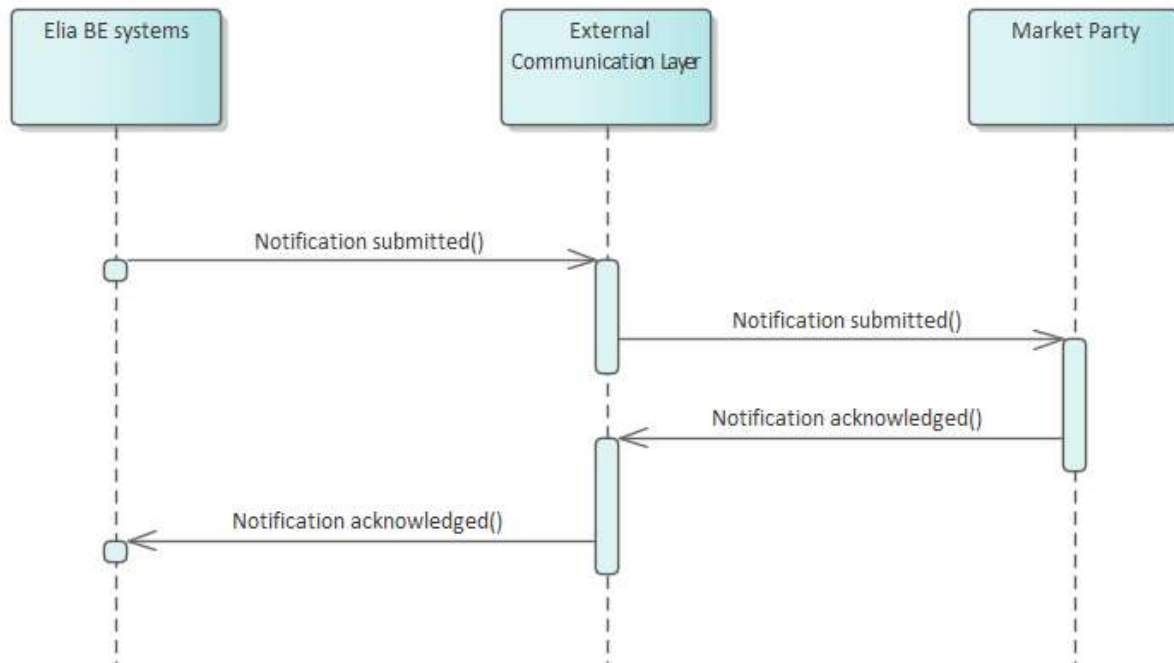 Elia BE systems
External
Communication Layer
Market Party
Notification submitted()
Notification submitted()
Notification acknowledged()
Notification acknowledged()